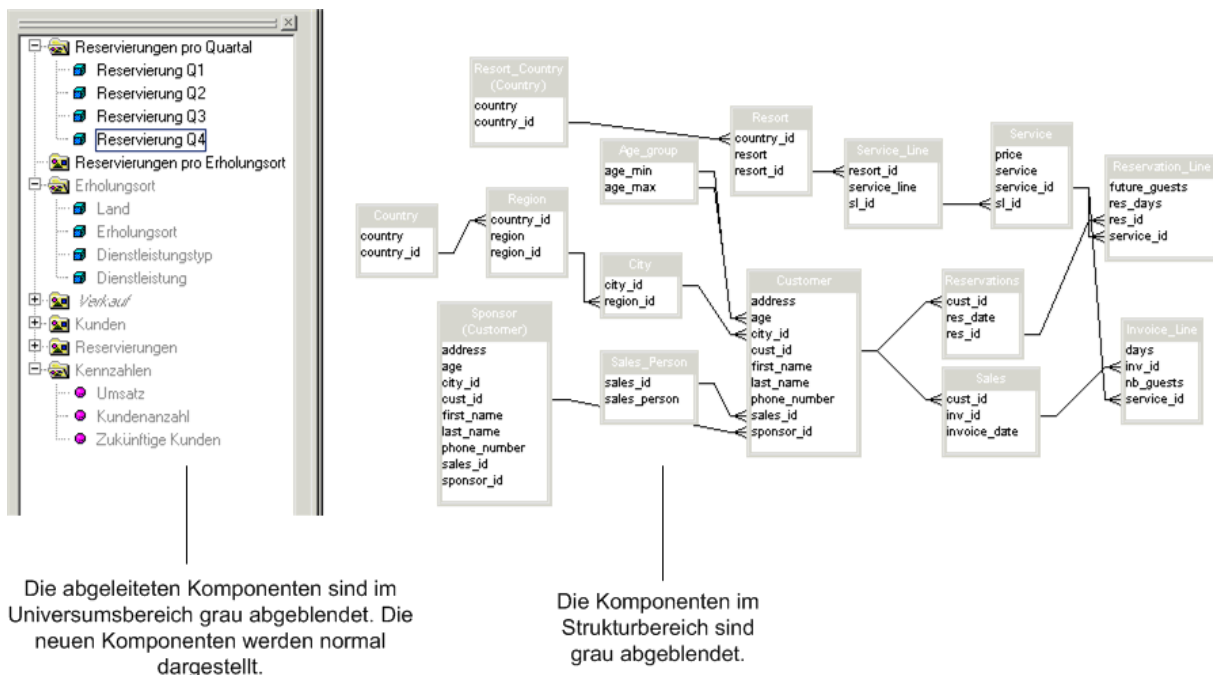 Reservierungen pro Quartal
Reservierung Q1
Reservierung Q2
Reservierung Q3
Reservierung Q4
Reservierungen pro Erholungsort
Erholungsort
Land
Erholungsort
Dienstleistungstyp
Dienstleistung
Verkauf
Kunden
Reservierungen
Kennzahlen
Umsatz
Kundenanzahl
Zukünftige Kunden
Resort_Country
(Country)
country
country_id
Resort
country_id
resort
resort_id
Service_Line
resort_id
service_line
sl_id
Service
price
service
service_id
sl_id
Reservation_Line
future_guests
res_days
res_id
service_id
Age_group
age_min
age_max
Country
country
country_id
Region
country_id
region
region_id
City
city_id
region_id
Customer
address
age
city_id
cust_id
first_name
last_name
phone_number
sales_id
sponsor_id
Reservations
cust_id
res_date
res_id
Sponsor
(Customer)
address
age
city_id
cust_id
first_name
last_name
phone_number
sales_id
sponsor_id
Sales_Person
sales_id
sales_person
Sales
cust_id
inv_id
invoice_date
Invoice_Line
days
inv_id
nb_guests
service_id
Die abgeleiteten Komponenten sind im
Universumsbereich grau abgeblendet. Die
neuen Komponenten werden normal
dargestellt.
Die Komponenten im
Strukturbereich sind
grau abgeblendet.